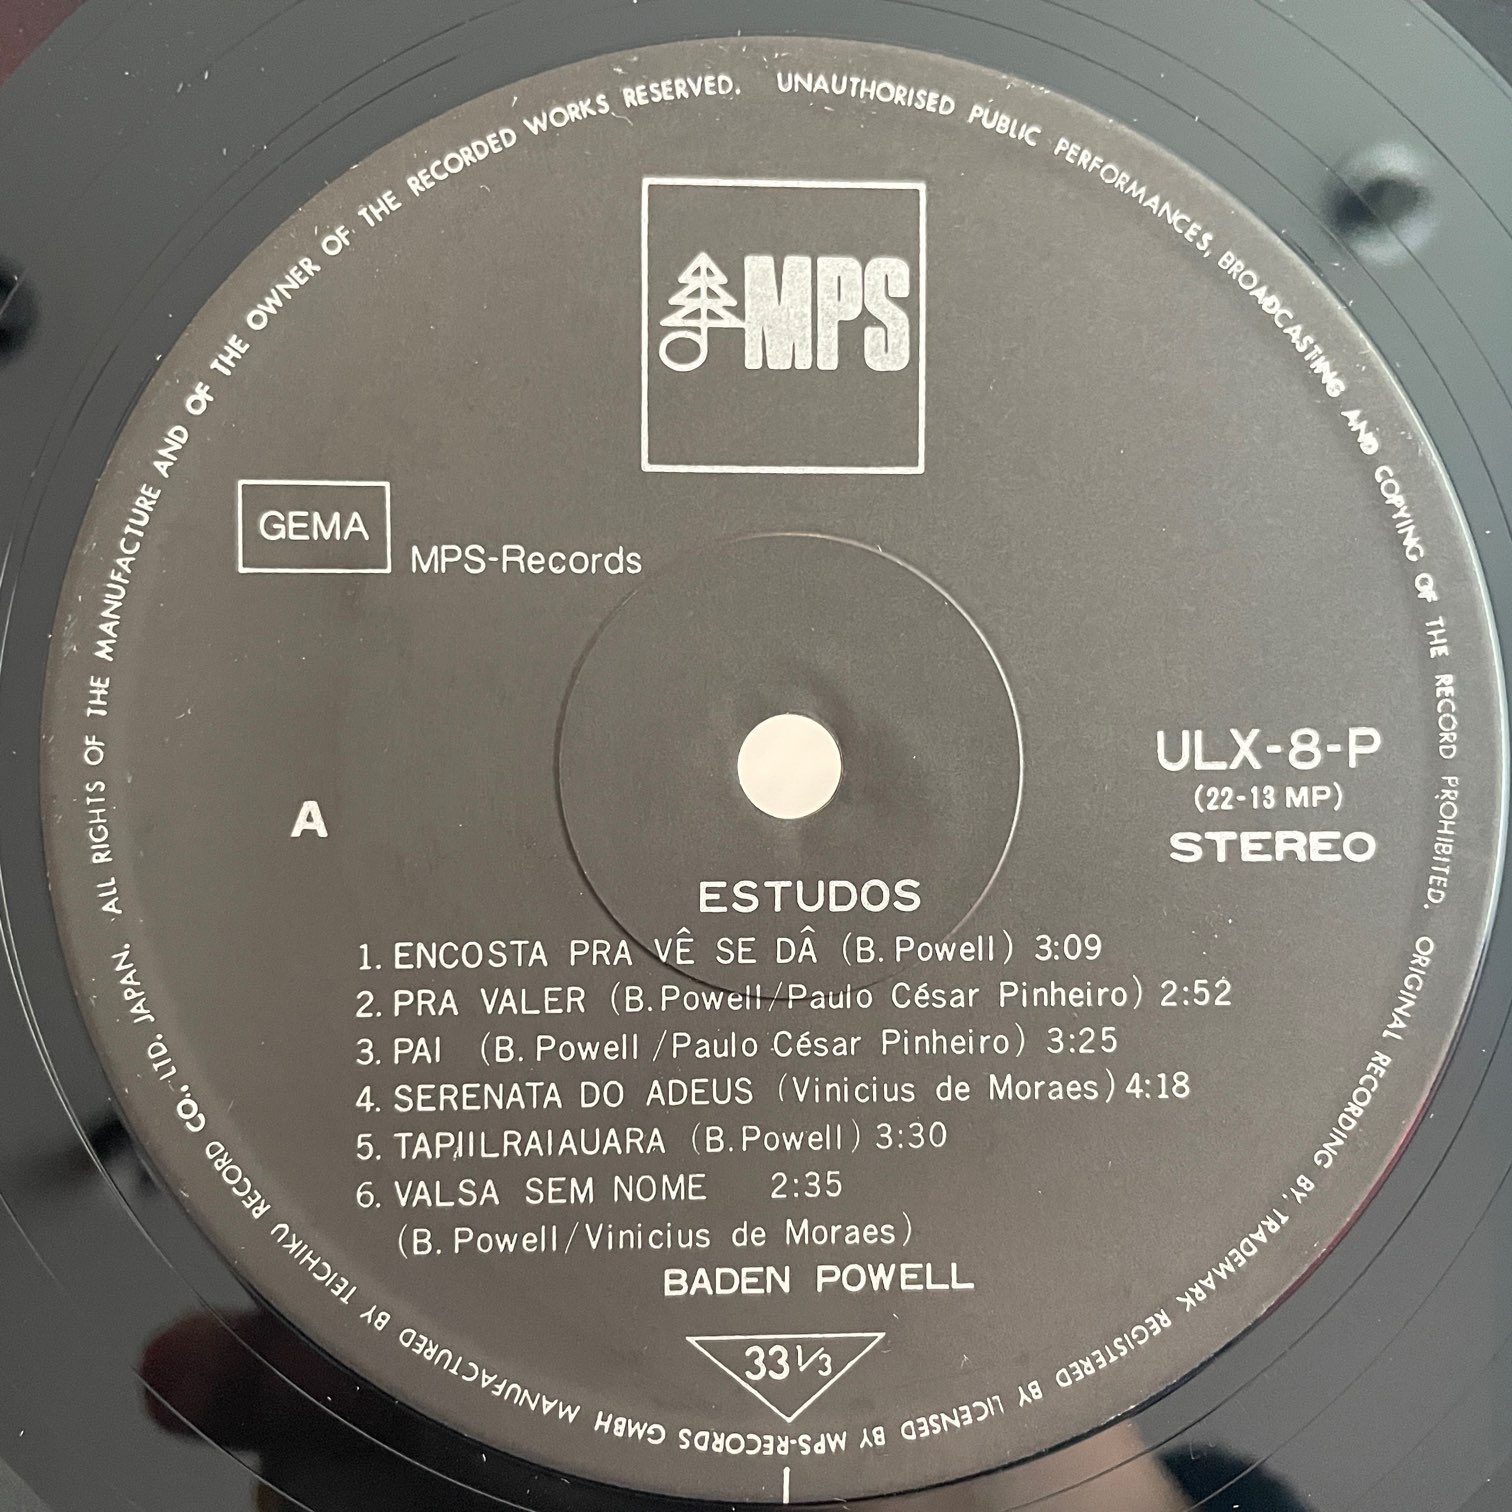 ALL RIGHTS OF THE MANUFACTURE AND OF THE OWNER OF THE RECORDED WORKS RESERVED. UNAUTHORISED PUBLIC PERFORMANCES, BROADCASTING AND COPYING OF THE RECORD PROHIBITED. ORIGINAL RECORDING BY, TRADEMARK REGISTERED BY LICENSED BY MPS-RECORDS GMBH MANUFACTURED BY TEICHIKU RECORD CO., LTD. JAPAN.
MPS
GEMA
MPS-Records
ULX-8-P
(22-13 MP)
A
STEREO
ESTUDOS
1. ENCOSTA PRA VÊ SE DÂ (B. Powell) 3:09
2. PRA VALER (B. Powell/Paulo César Pinheiro) 2:52
3. PAI (B. Powell /Paulo César Pinheiro) 3:25
4. SERENATA DO ADEUS (Vinicius de Moraes) 4:18
5. TAPIIILRAIAUARA (B. Powell) 3:30
6. VALSA SEM NOME 2:35
(B. Powell/Vinicius de Moraes)
BADEN POWELL
33 1/3